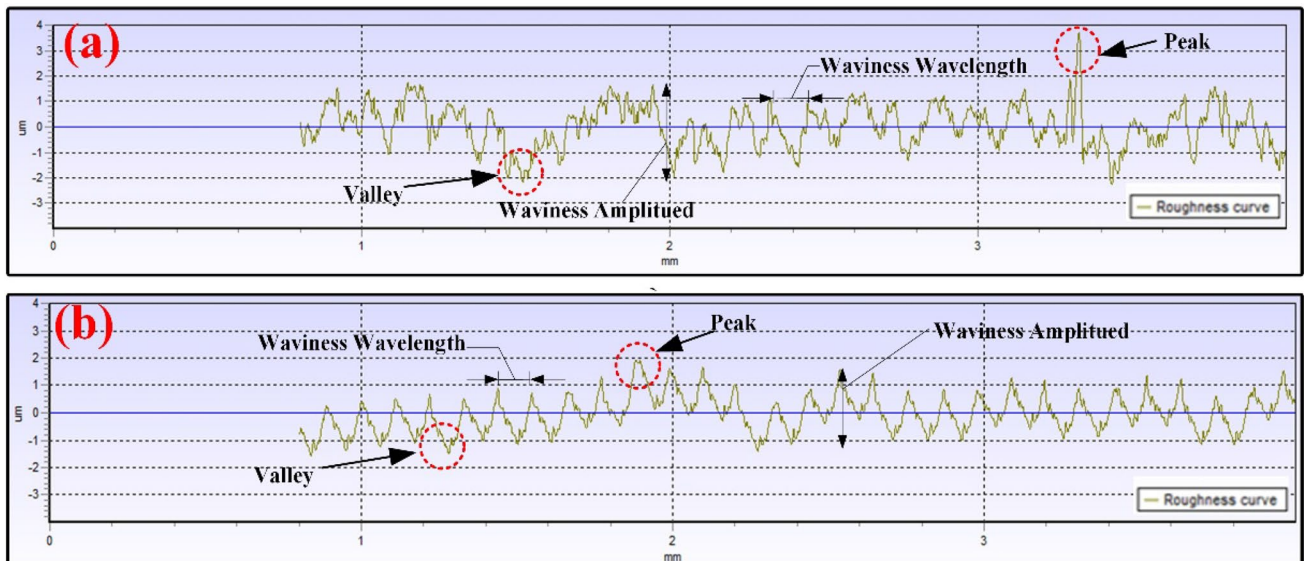 (a)
4
3
2
1
0
-1
-2
-3
um
Peak
Waviness Wavelength
Valley
Waviness Amplitued
Roughness curve
0
1
2
3
mm
(b)
4
3
2
1
0
-1
-2
-3
um
Peak
Waviness Amplitued
Waviness Wavelength
Valley
Roughness curve
0
1
2
3
mm